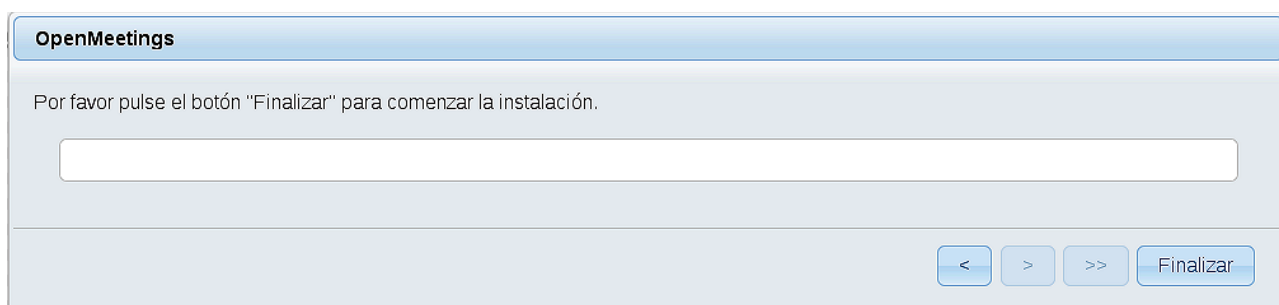 OpenMeetings
Por favor pulse el botón "Finalizar" para comenzar la instalación.
< > >> Finalizar